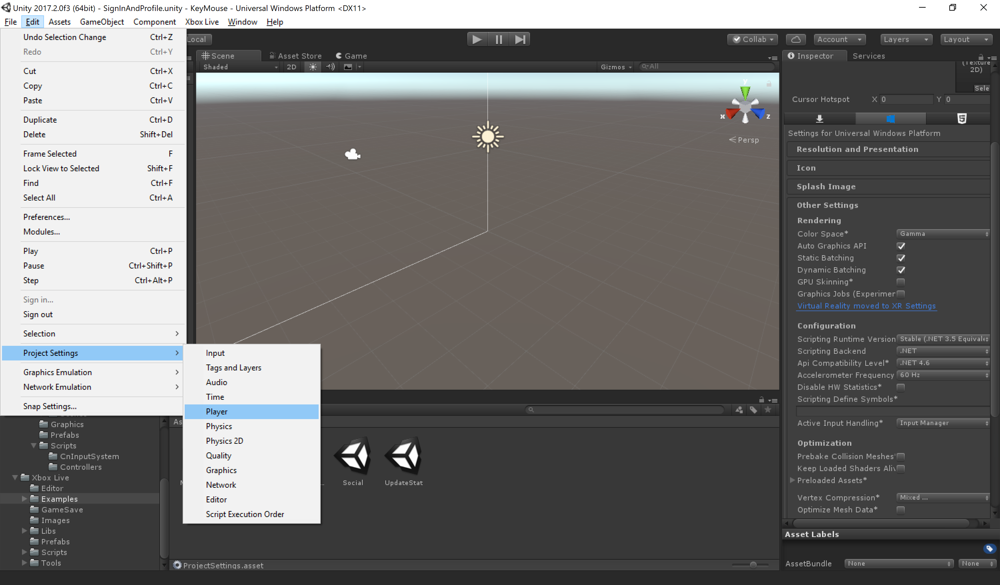 Unity 2017.2.0f3 (64bit) - SignInAndProfile.unity - KeyMouse - Universal Windows Platform <DX11>
File Edit Assets GameObject Component Xbox Live Window Help
Undo Selection Change Ctrl+Z
Redo Ctrl+Y
Cut Ctrl+X
Copy Ctrl+C
Paste Ctrl+V
Duplicate Ctrl+D
Delete Shift+Del
Frame Selected F
Lock View to Selected Shift+F
Find Ctrl+F
Select All Ctrl+A
Preferences...
Modules...
Play Ctrl+P
Pause Ctrl+Shift+P
Step Ctrl+Alt+P
Sign in...
Sign out
Selection
Project Settings
Graphics Emulation
Network Emulation
Snap Settings...
Input
Tags and Layers
Audio
Time
Player
Physics
Physics 2D
Quality
Graphics
Network
Editor
Script Execution Order
Local
Collab Account Layers Layout
Scene Asset Store Game
Shaded 2D Gizmos All
y
x z
Persp
Graphics
Prefabs
Scripts
CnInputSystem
Controllers
Xbox Live
Editor
Examples
GameSave
Images
Libs
Prefabs
Scripts
Tools
As
... Social UpdateStat
ProjectSettings.asset
Inspector Services
(Texture
2D)
Sele
Cursor Hotspot X 0 Y 0
Settings for Universal Windows Platform
Resolution and Presentation
Icon
Splash Image
Other Settings
Rendering
Color Space* Gamma
Auto Graphics API
Static Batching
Dynamic Batching
GPU Skinning*
Graphics Jobs (Experimer
Virtual Reality moved to XR Settings
Configuration
Scripting Runtime Version Stable (.NET 3.5 Equivale
Scripting Backend .NET
Api Compatibility Level* .NET 4.6
Accelerometer Frequency 60 Hz
Disable HW Statistics*
Scripting Define Symbols*
Active Input Handling* Input Manager
Optimization
Prebake Collision Meshes*
Keep Loaded Shaders Aliv
Preloaded Assets*
Vertex Compression* Mixed ...
Optimize Mesh Data*
Asset Labels
AssetBundle None None